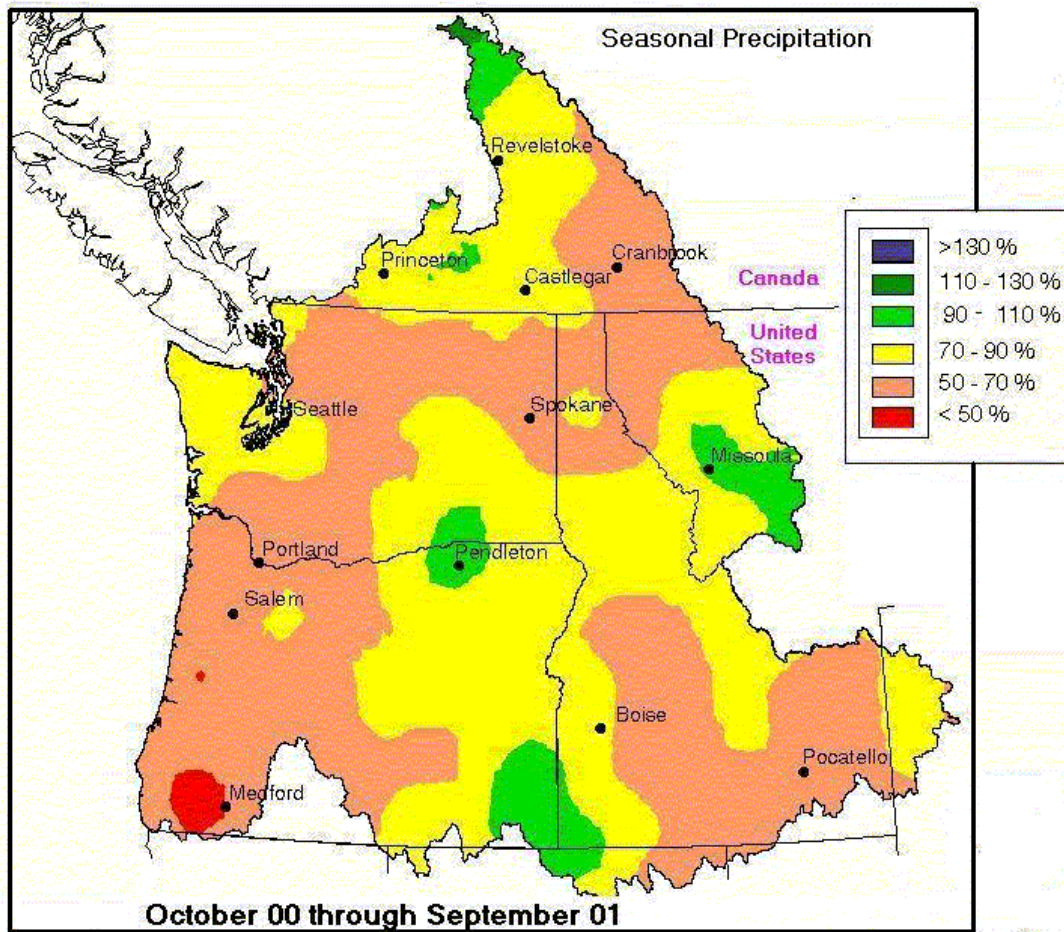 Seasonal Precipitation
Revelstoke
Princeton
Castlegar
Cranbrook
Canada
United
States
>130 %
110 - 130 %
90 - 110 %
70 - 90 %
50 - 70 %
< 50 %
Seattle
Spokane
Missoula
Portland
Pendleton
Salem
Boise
Pocatello
Medford
October 00 through September 01